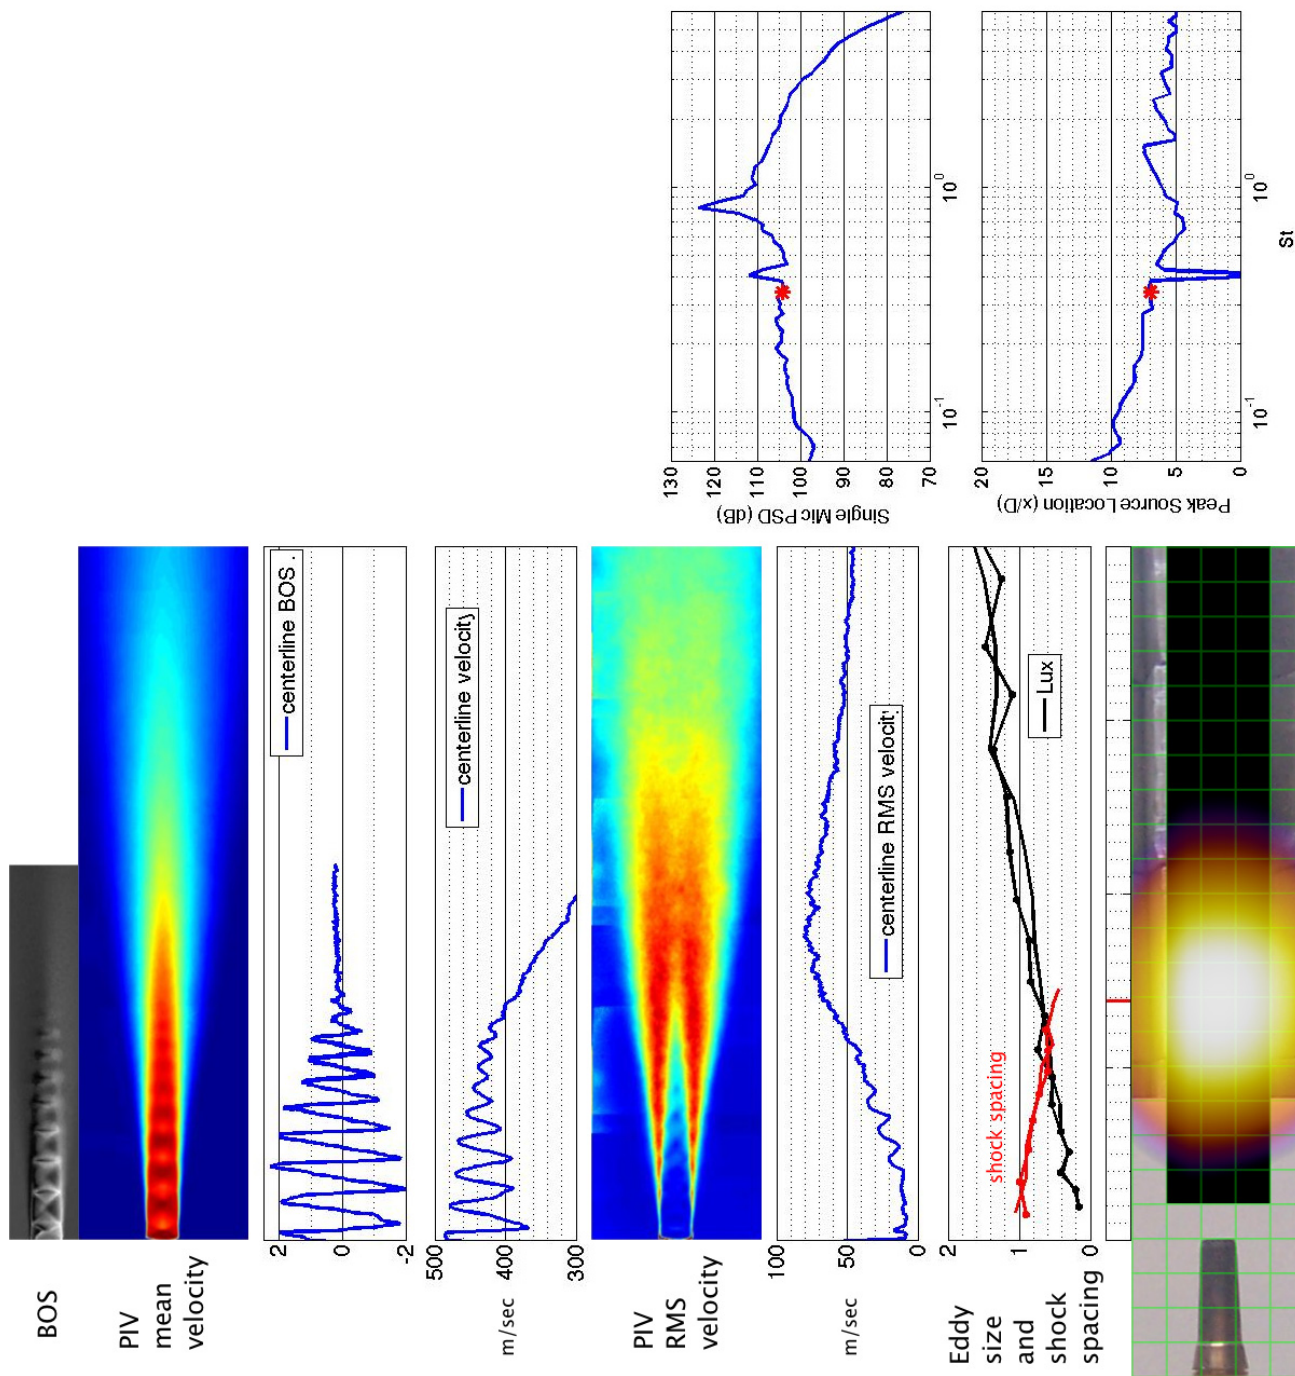 BOS
PIV
mean
velocity
centerline BOS .
2
0
-2
centerline velocity
500
400
300
m/sec
PIV
RMS
velocity
centerline RMS velocity
100
50
0
m/sec
Eddy
size
and
shock
spacing
2
1
0
shock spacing
Lux
130
120
110
100
90
80
70
Single Mic PSD (dB)
10-1
100
20
15
10
5
0
Peak Source Location (x/D)
10-1
100
St